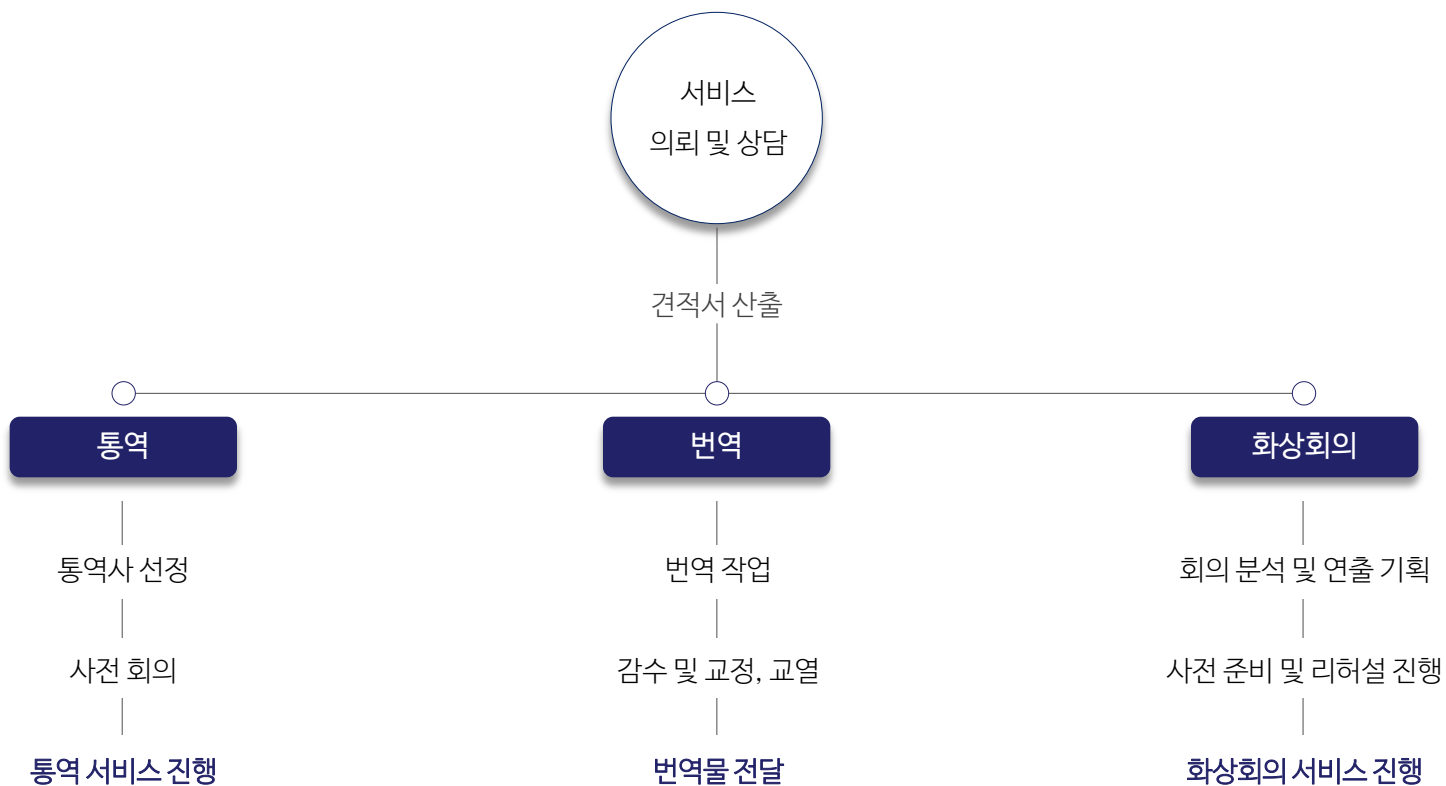 서비스
의뢰 및 상담
견적서 산출
통역
번역
화상회의
통역사 선정
번역 작업
회의 분석 및 연출 기획
사전 회의
감수 및 교정, 교열
사전 준비 및 리허설 진행
통역 서비스 진행
번역물 전달
화상회의 서비스 진행